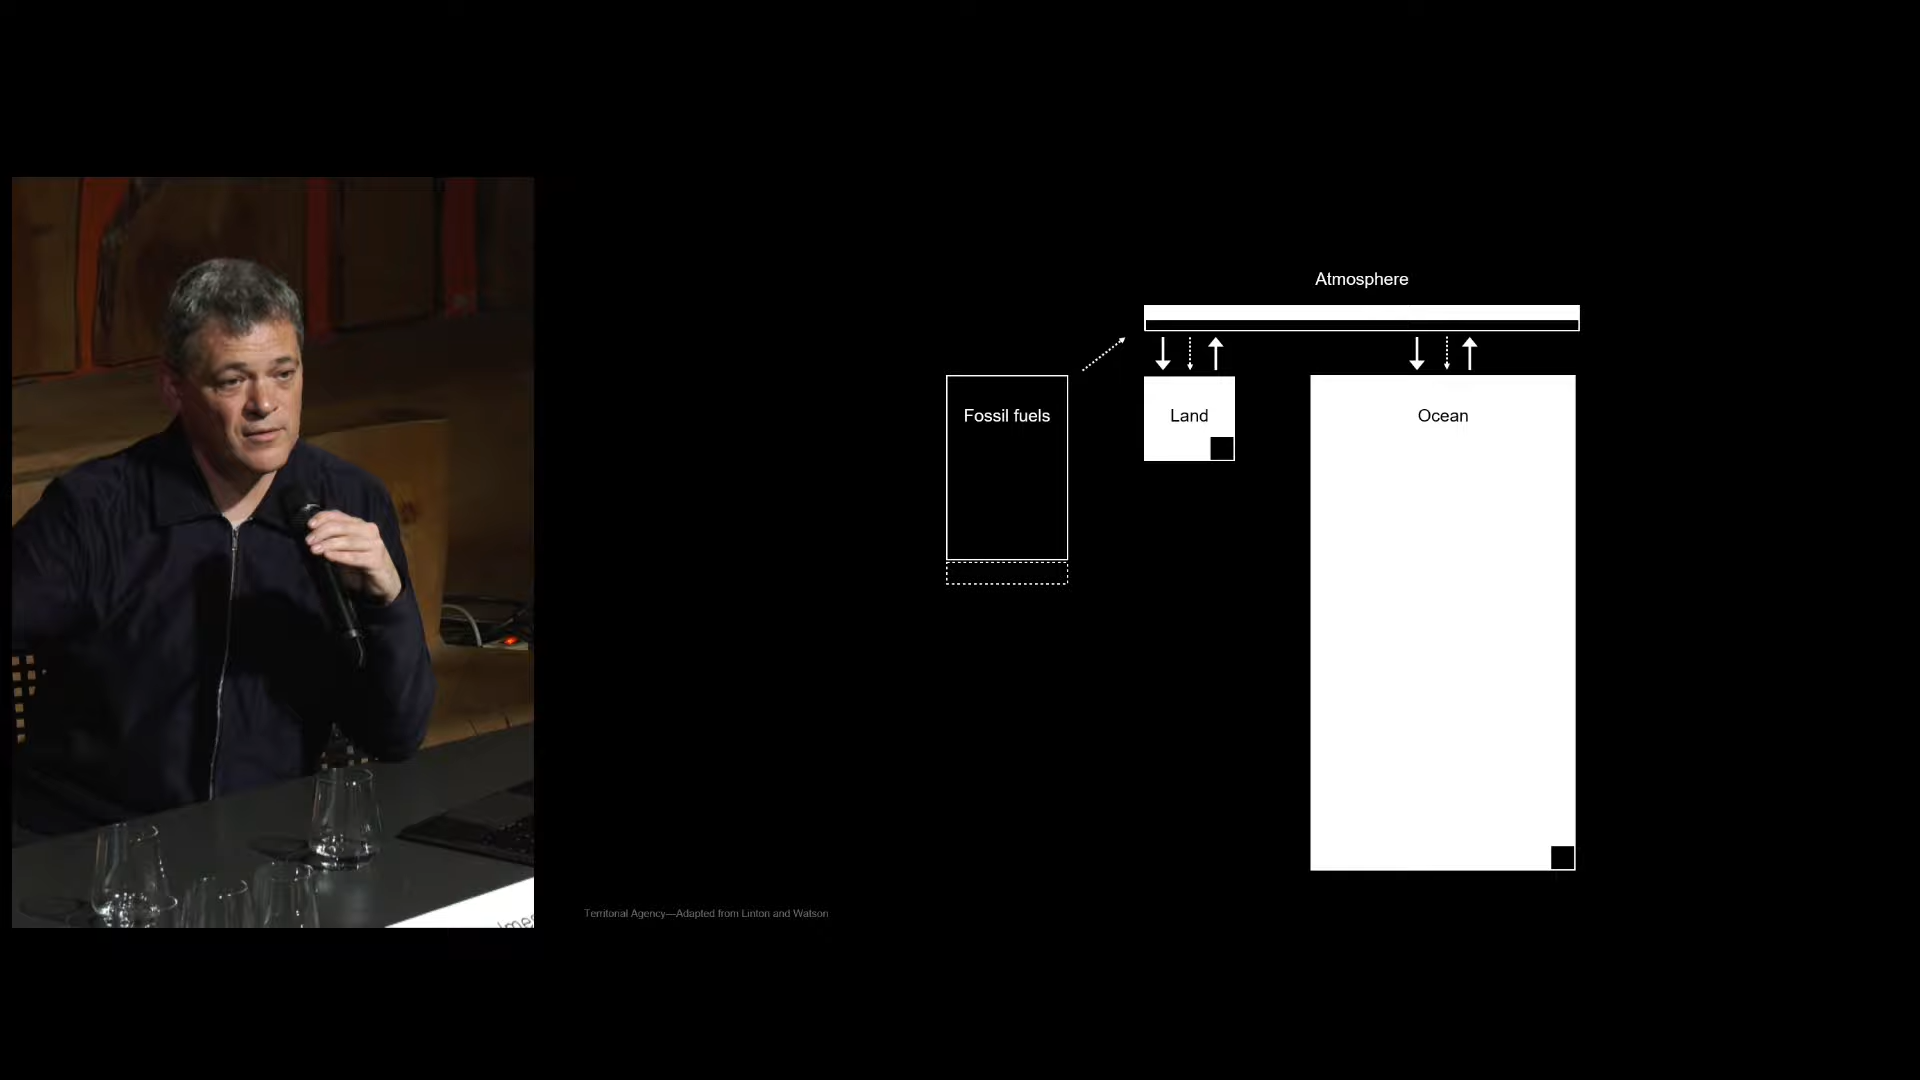 Atmosphere
Fossil fuels
Land
Ocean
Territorial Agency—Adapted from Linton and Watson